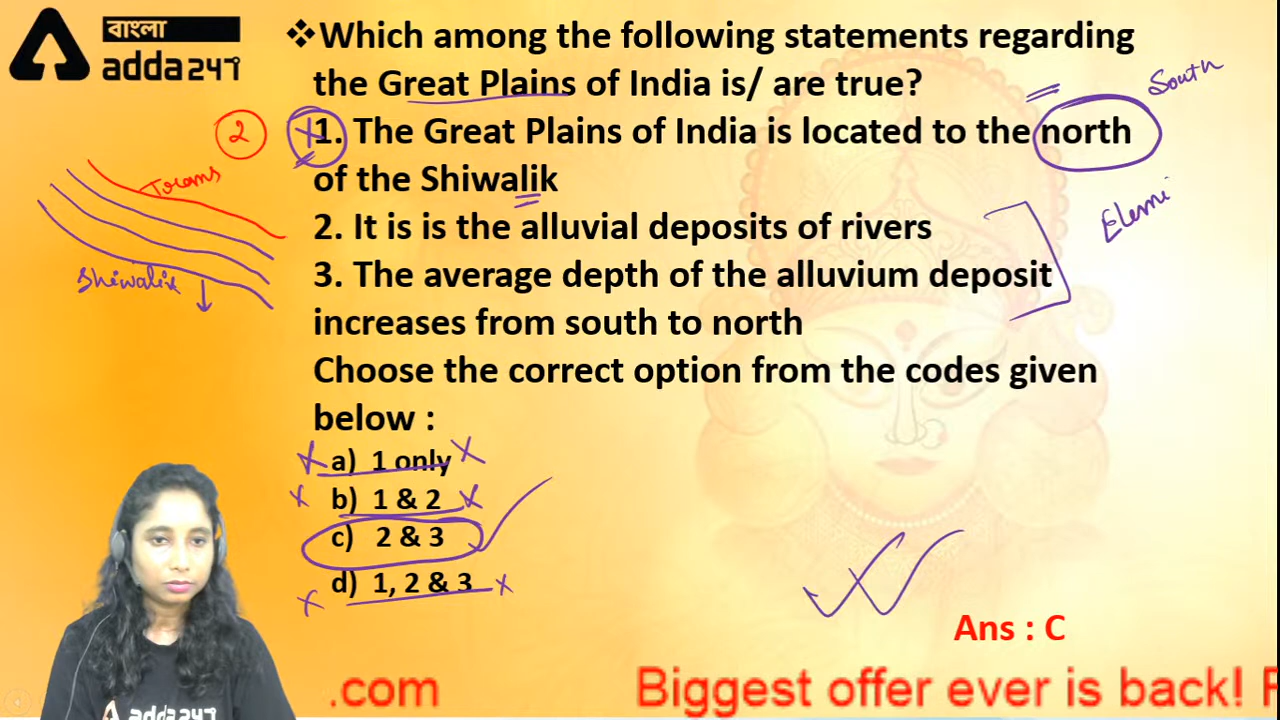 বাংলা
adda247
❖Which among the following statements regarding
the Great Plains of India is/ are true?
South
2
1. The Great Plains of India is located to the north
of the Shiwalik
Trans
Elemi
2. It is is the alluvial deposits of rivers
Shiwalik
3. The average depth of the alluvium deposit
increases from south to north
Choose the correct option from the codes given
below :
a) 1 only
b) 1 & 2
c) 2 & 3
d) 1, 2 & 3
Ans : C
.com Biggest offer ever is back! F
adda247